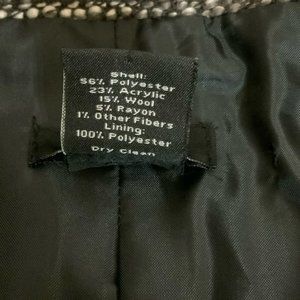 Shell:
56% Polyester
23% Acrylic
15% Wool
5% Rayon
1% Other Fibers
Lining:
100% Polyester
Dry Clean